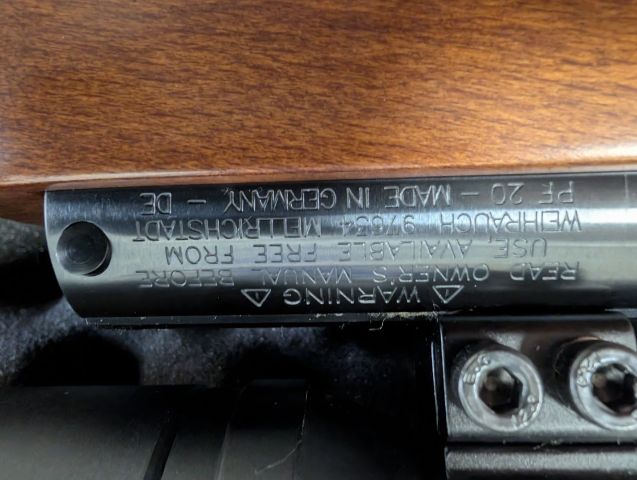 ⚠ WARNING ⚠
READ OWNER'S MANUAL BEFORE
USE, AVAILABLE FREE FROM
WEIHRAUCH 97634 MELLRICHSTADT
PF 20 - MADE IN GERMANY - DE